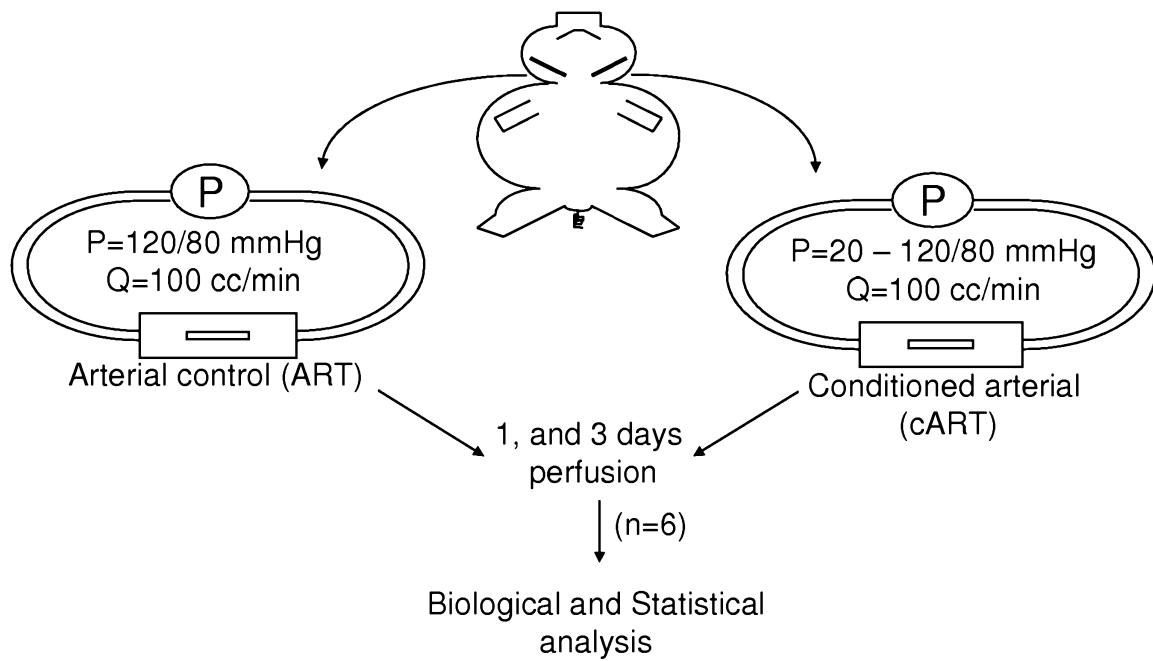 P
P=120/80 mmHg
Q=100 cc/min
Arterial control (ART)
P
P=20 – 120/80 mmHg
Q=100 cc/min
Conditioned arterial
(cART)
1, and 3 days
perfusion
(n=6)
Biological and Statistical
analysis